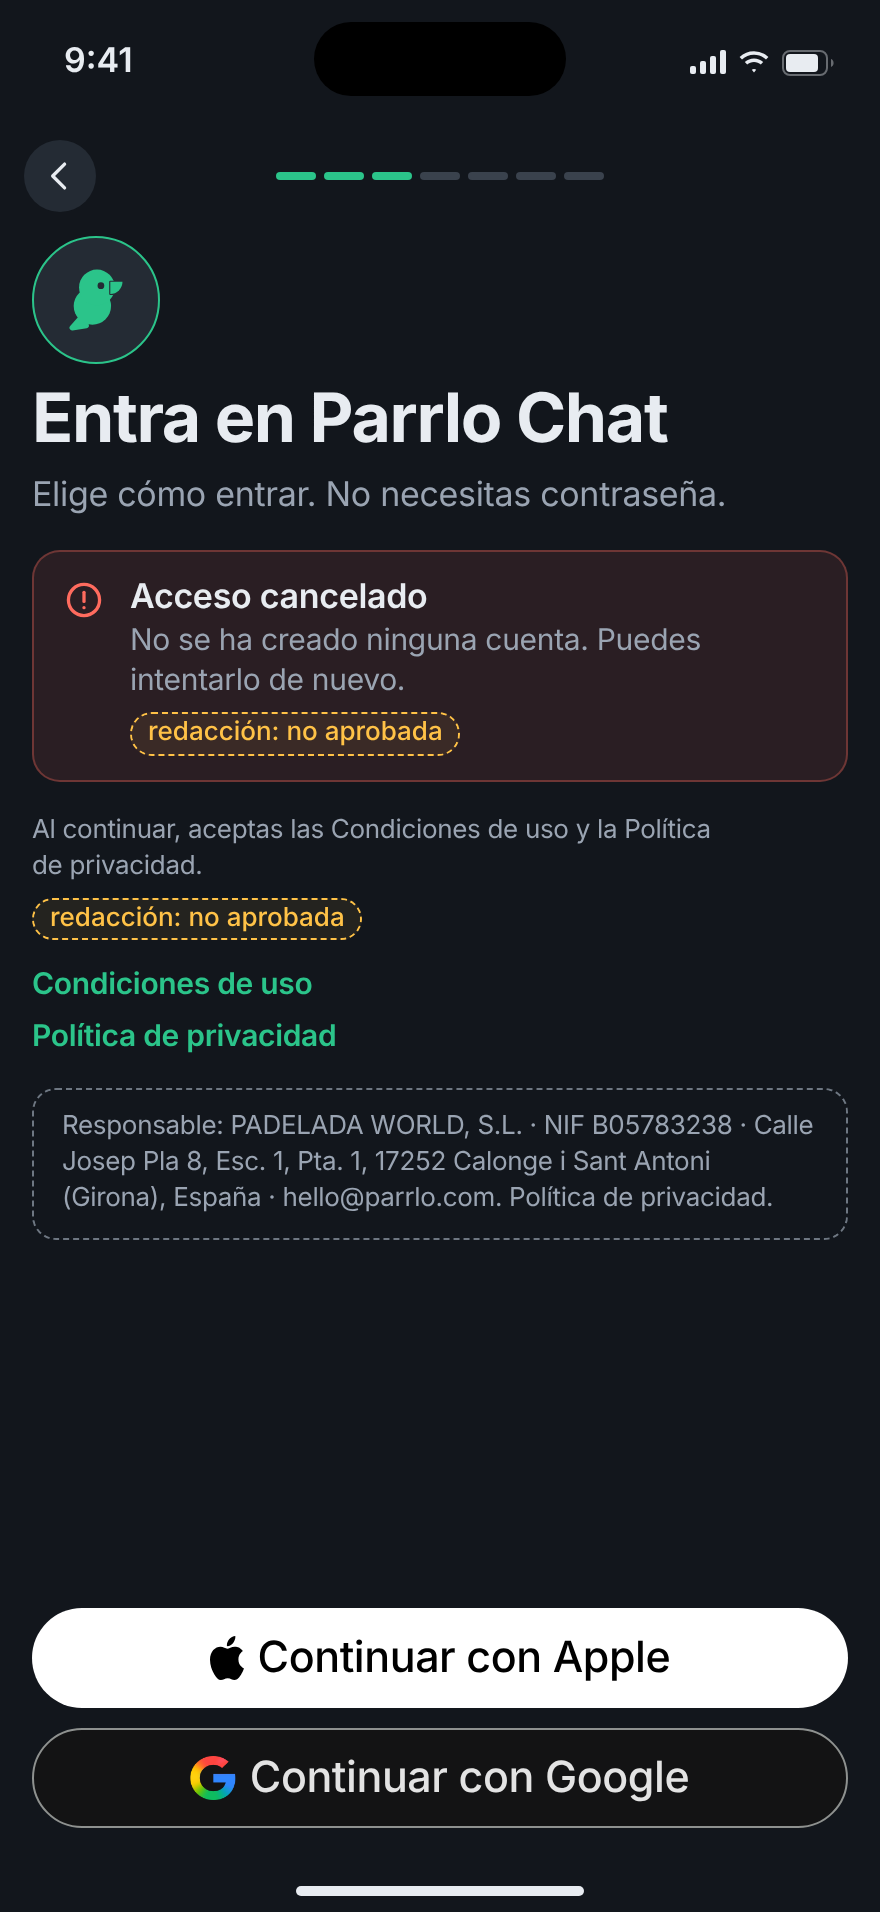 9:41
Entra en Parrlo Chat
Elige cómo entrar. No necesitas contraseña.
Acceso cancelado
No se ha creado ninguna cuenta. Puedes
intentarlo de nuevo.
redacción: no aprobada
Al continuar, aceptas las Condiciones de uso y la Política
de privacidad.
redacción: no aprobada
Condiciones de uso
Política de privacidad
Responsable: PADELADA WORLD, S.L. · NIF B05783238 · Calle
Josep Pla 8, Esc. 1, Pta. 1, 17252 Calonge i Sant Antoni
(Girona), España · hello@parrlo.com. Política de privacidad.
Continuar con Apple
Continuar con Google